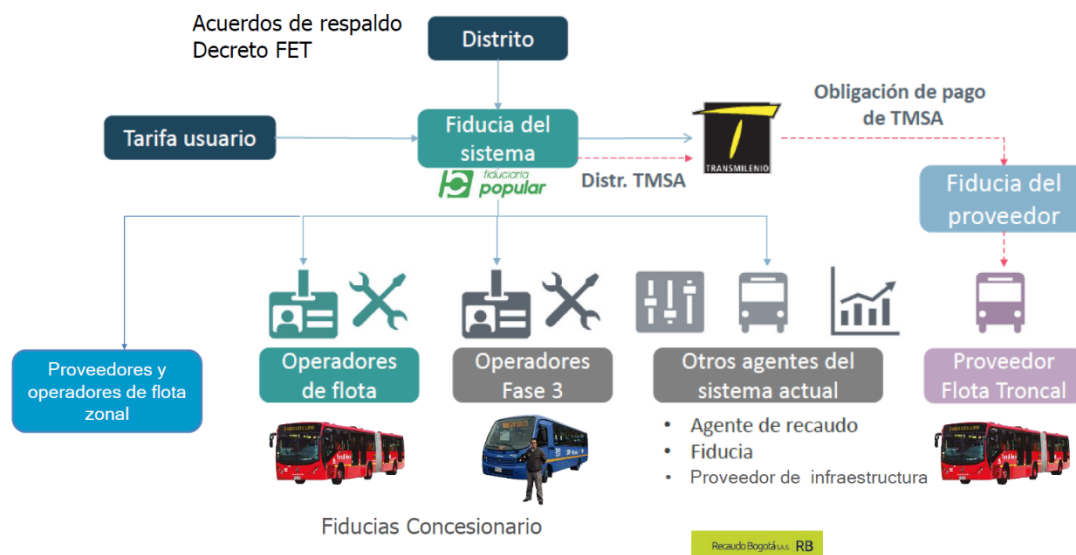 Acuerdos de respaldo
Decreto FET
Distrito
Tarifa usuario
Fiducia del
sistema
fiduciaria
popular
Distr. TMSA
TRANSMILENIO
Obligación de pago
de TMSA
Fiducia del
proveedor
Proveedores y
operadores de flota
zonal
Operadores
de flota
Operadores
Fase 3
Otros agentes del
sistema actual
Proveedor
Flota Troncal
• Agente de recaudo
• Fiducia
• Proveedor de infraestructura
Fiducias Concesionario
Recaudo Bogotá S.A.S. RB